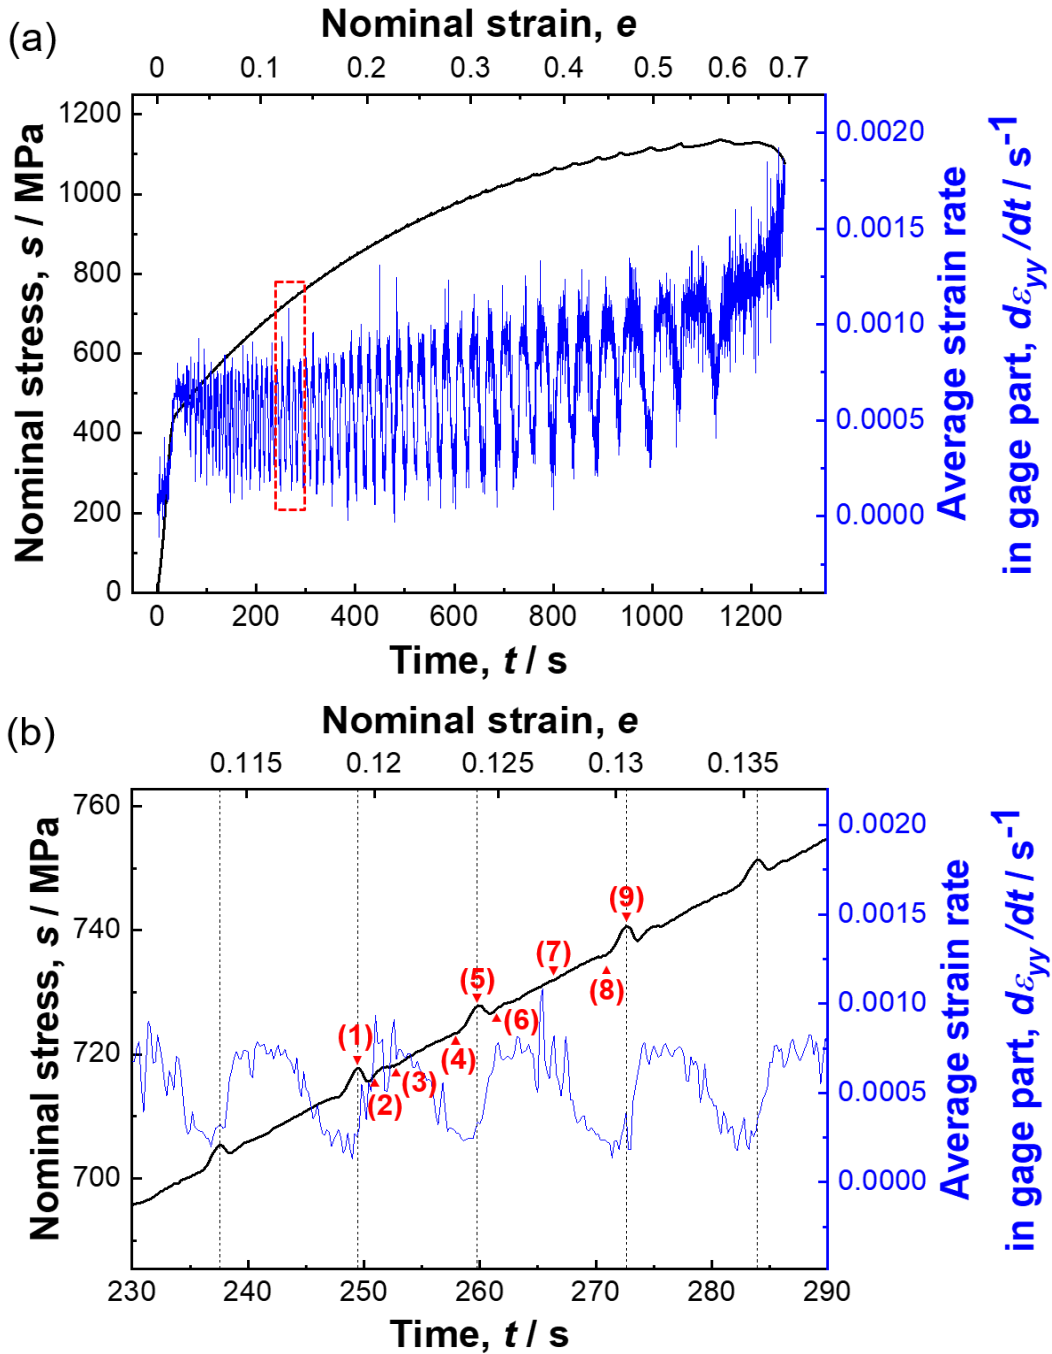 (a)
Nominal strain, e
0 0.1 0.2 0.3 0.4 0.5 0.6 0.7
1200
1000
800
600
400
200
0
Nominal stress, s / MPa
0.0020
0.0015
0.0010
0.0005
0.0000
Average strain rate
in gage part, dεyy/dt / s-1
0 200 400 600 800 1000 1200
Time, t / s
(b)
Nominal strain, e
0.115 0.12 0.125 0.13 0.135
760
740
720
700
Nominal stress, s / MPa
(1)
(2)
(3)
(4)
(5)
(6)
(7)
(8)
(9)
0.0020
0.0015
0.0010
0.0005
0.0000
Average strain rate
in gage part, dεyy/dt / s-1
230 240 250 260 270 280 290
Time, t / s